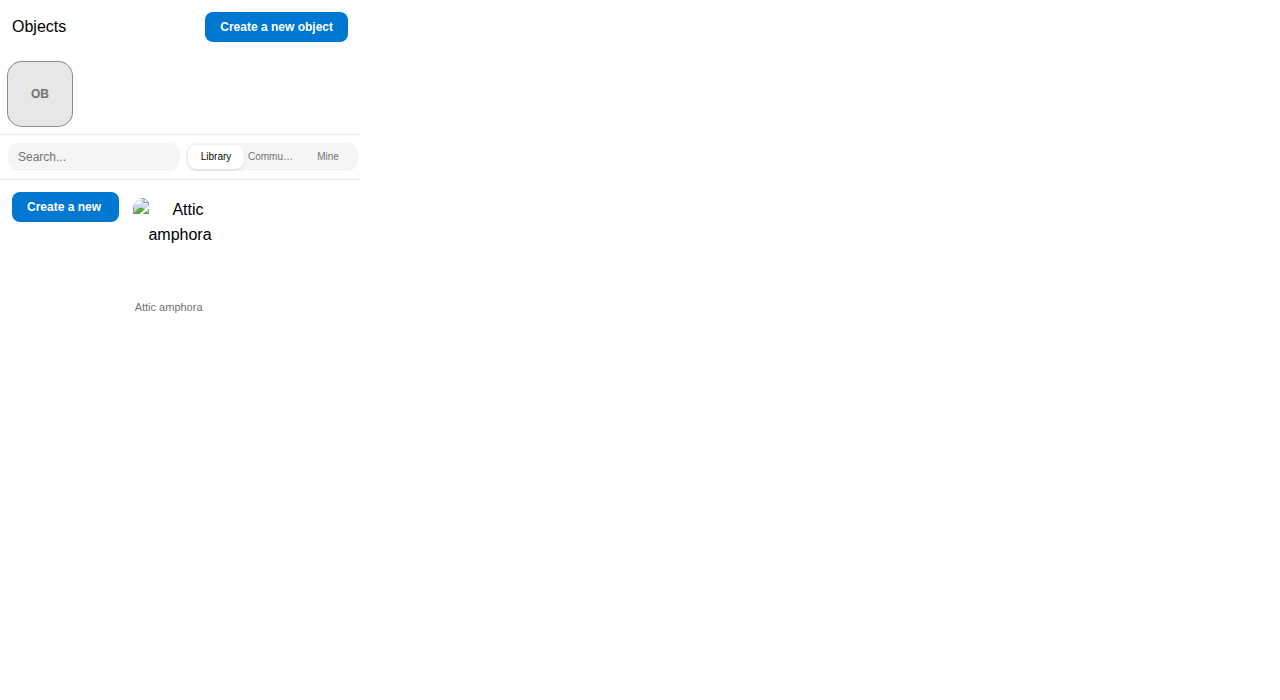 Objects
Create a new object
OB
Search...
Library
Commu...
Mine
Create a new
Attic
amphora
Attic amphora